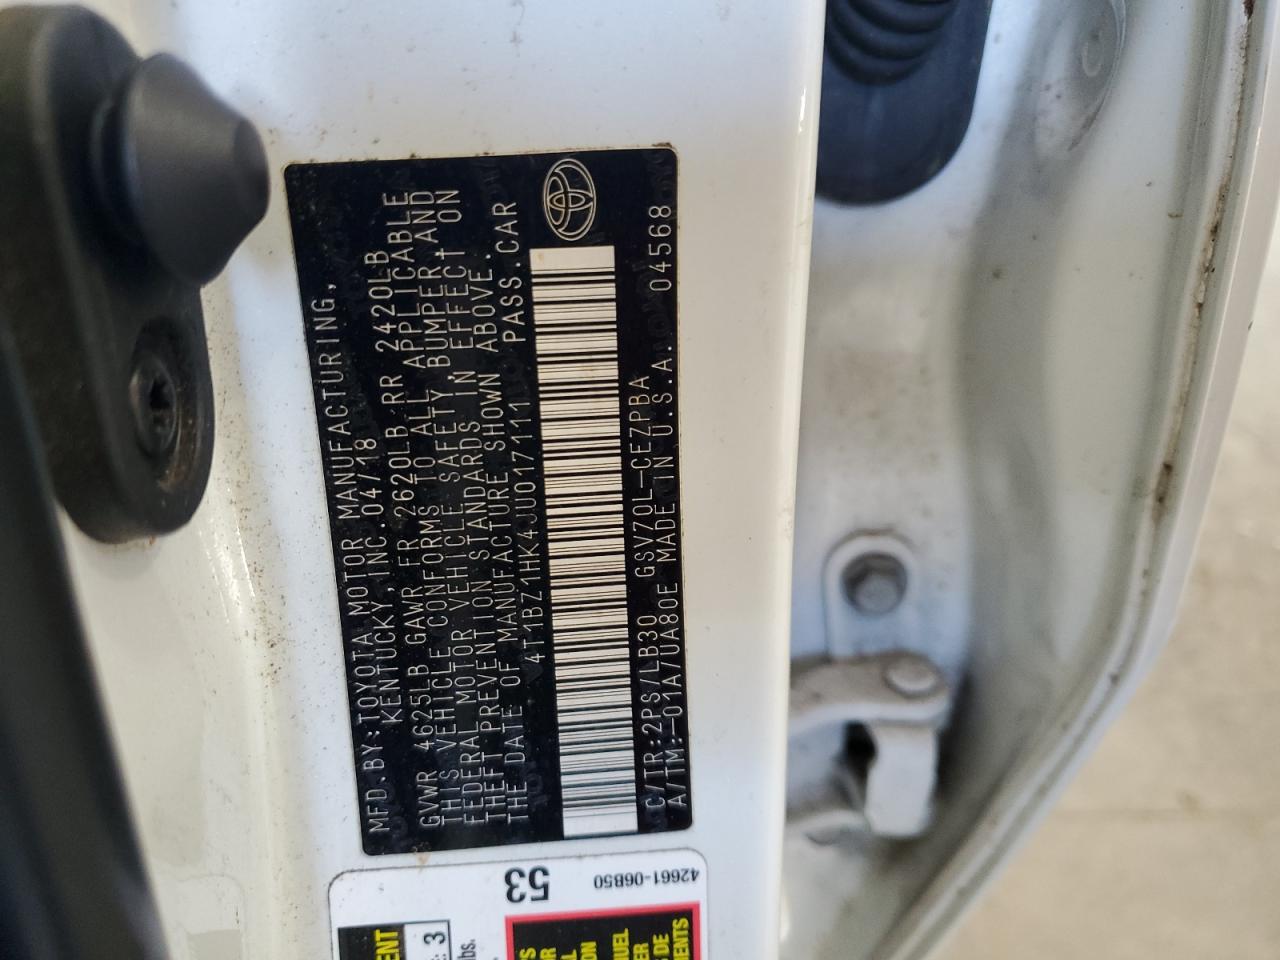 MFD.BY:TOYOTA MOTOR MANUFACTURING,
KENTUCKY,INC. 04/18
GVWR 4625LB GAWR FR 2620LB RR 2420LB
THIS VEHICLE CONFORMS TO ALL APPLICABLE
FEDERAL MOTOR VEHICLE SAFETY, BUMPER, AND
THEFT PREVENTION STANDARDS IN EFFECT ON
THE DATE OF MANUFACTURE SHOWN ABOVE.
4T1BZ1HK4JU017111 PASS.CAR
C/TR:2PS/LB30 GSV70L-CEZPBA
A/TM:-01A/UA80E MADE IN U.S.A. 04568
53
42661-06B50
3
lbs.